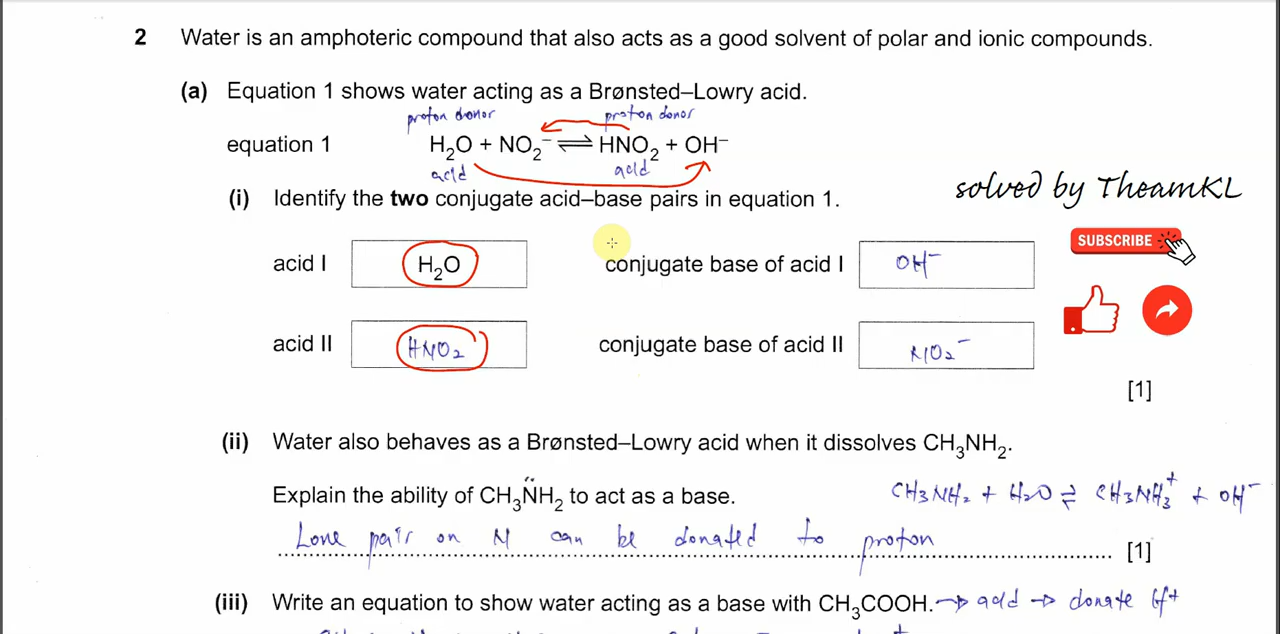 2 Water is an amphoteric compound that also acts as a good solvent of polar and ionic compounds.
(a) Equation 1 shows water acting as a Brønsted–Lowry acid.
proton donor proton donor
equation 1 H₂O + NO₂⁻ ⇌ HNO₂ + OH⁻
acid acid
(i) Identify the two conjugate acid–base pairs in equation 1.
solved by TheamKL
SUBSCRIBE
acid I H₂O conjugate base of acid I OH⁻
acid II HNO₂ conjugate base of acid II NO₂⁻
[1]
(ii) Water also behaves as a Brønsted–Lowry acid when it dissolves CH₃NH₂.
Explain the ability of CH₃N̈H₂ to act as a base. CH₃NH₂ + H₂O ⇌ CH₃NH₃⁺ + OH⁻
Lone pair on N can be donated to proton [1]
(iii) Write an equation to show water acting as a base with CH₃COOH. → acid → donate H⁺